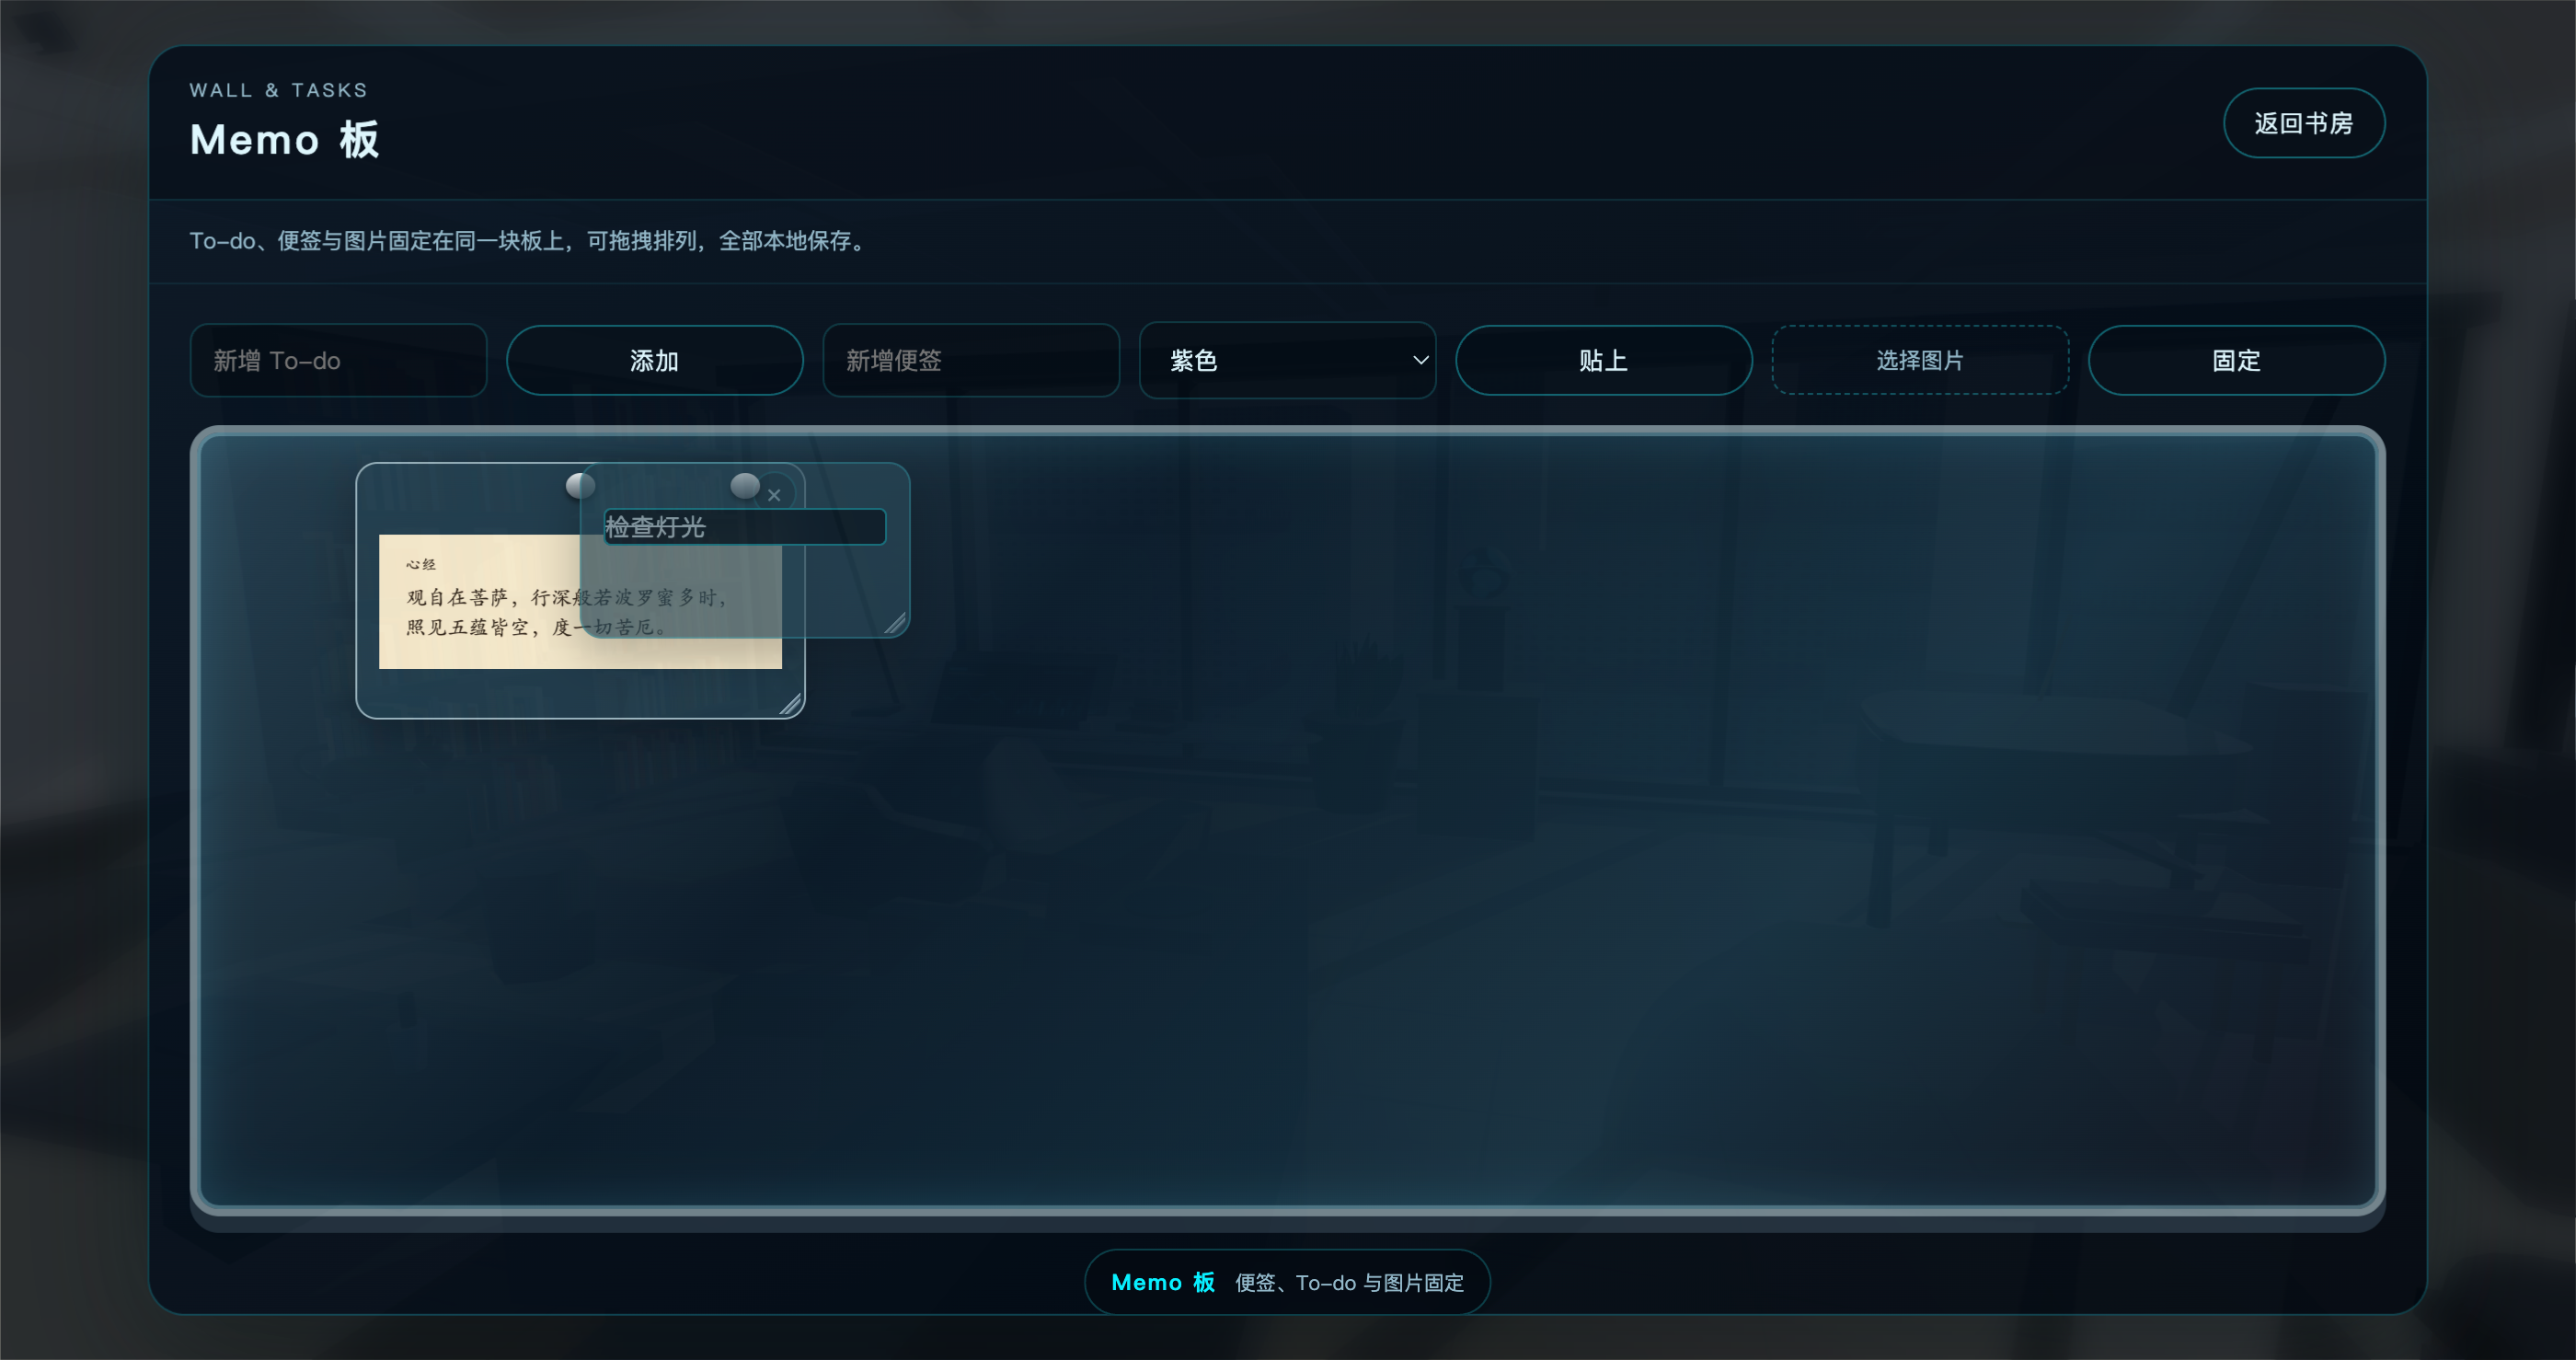 WALL & TASKS
Memo 板
返回书房
To-do、便签与图片固定在同一块板上，可拖拽排列，全部本地保存。
新增 To-do
添加
新增便签
紫色
贴上
选择图片
固定
×
检查灯光
心经
观自在菩萨，行深般若波罗蜜多时，
照见五蕴皆空，度一切苦厄。
Memo 板 便签、To-do 与图片固定